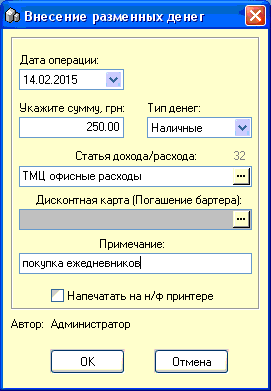 Внесение разменных денег
Дата операции:
14.02.2015
Укажите сумму, грн: Тип денег:
250.00 Наличные
Статья дохода/расхода: 32
ТМЦ офисные расходы ...
Дисконтная карта (Погашение бартера):
...
Примечание:
покупка ежедневников
Напечатать на н/ф принтере
Автор: Администратор
OK Отмена